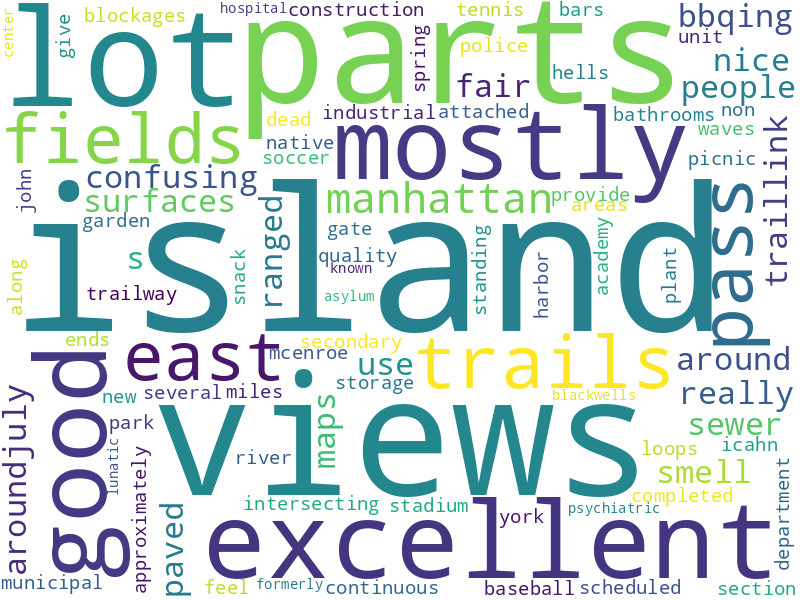 hospital
construction
tennis
bars
center
blockages
give
lot
parts
spring
police
unit
bbqing
hells
nice
fair
people
fields
dead
industrial
attached
bathrooms
non
native
mostly
waves
soccer
picnic
john
confusing
surfaces
manhattan
provide
areas
traillink
garden
ranged
gate
standing
academy
pass
island
s
quality
known
snack
harbor
plant
along
trailway
asylum
ends
east
secondary
mcenroe
trails
around
good
use
storage
new
several
miles
views
blackwells
really
aroundjuly
park
maps
sewer
lunatic
river
loops
icahn
approximately
smell
department
paved
intersecting
stadium
completed
excellent
york
psychiatric
municipal
feel
formerly
continuous
baseball
scheduled
section